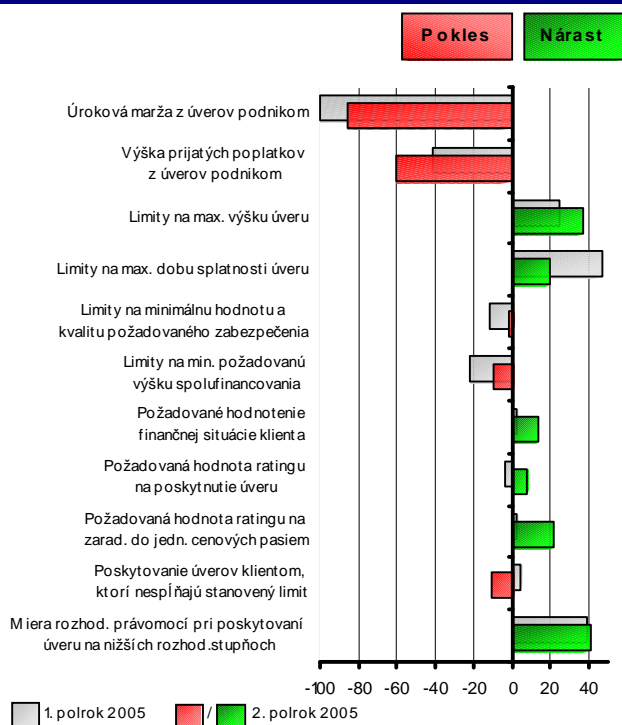 Pokles Nárast
Úroková marža z úverov podnikom
Výška prijatých poplatkov
z úverov podnikom
Limity na max. výšku úveru
Limity na max. dobu splatnosti úveru
Limity na minimálnu hodnotu a
kvalitu požadovaného zabezpečenia
Limity na min. požadovanú
výšku spolufinancovania
Požadované hodnotenie
finančnej situácie klienta
Požadovaná hodnota ratingu
na poskytnutie úveru
Požadovaná hodnota ratingu na
zarad. do jedn. cenových pasiem
Poskytovanie úverov klientom,
ktorí nespĺňajú stanovený limit
Miera rozhod. právomocí pri poskytovaní
úveru na nižších rozhod.stupňoch
-100 -80 -60 -40 -20 0 20 40
1. polrok 2005 / 2. polrok 2005